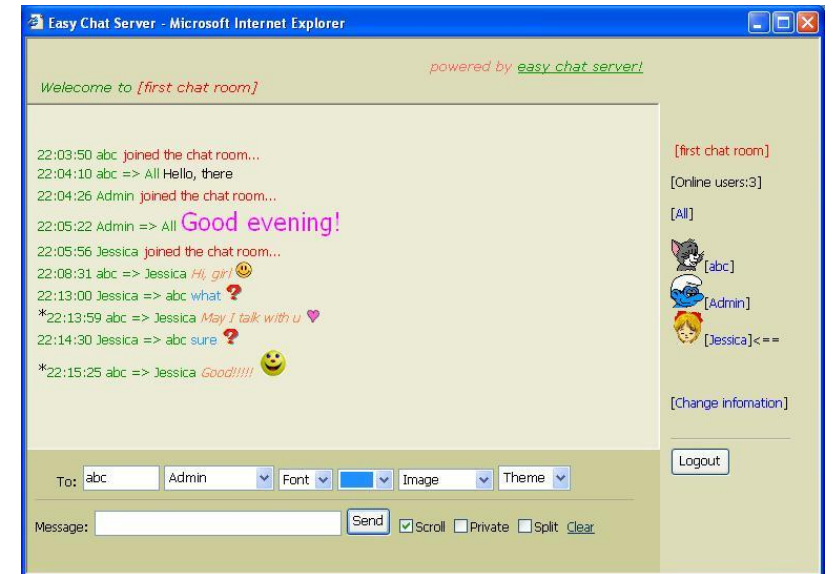 Easy Chat Server - Microsoft Internet Explorer
powered by easy chat server!
Welecome to [first chat room]
22:03:50 abc joined the chat room...
22:04:10 abc => All Hello, there
22:04:26 Admin joined the chat room...
22:05:22 Admin => All Good evening!
22:05:56 Jessica joined the chat room...
22:08:31 abc => Jessica Hi, girl
22:13:00 Jessica => abc what ?
*22:13:59 abc => Jessica May I talk with u
22:14:30 Jessica => abc sure ?
*22:15:25 abc => Jessica Good!!!!!
[first chat room]
[Online users:3]
[All]
[abc]
[Admin]
[Jessica]<==
[Change infomation]
Logout
To: abc Admin Font Image Theme
Message: Send Scroll Private Split Clear